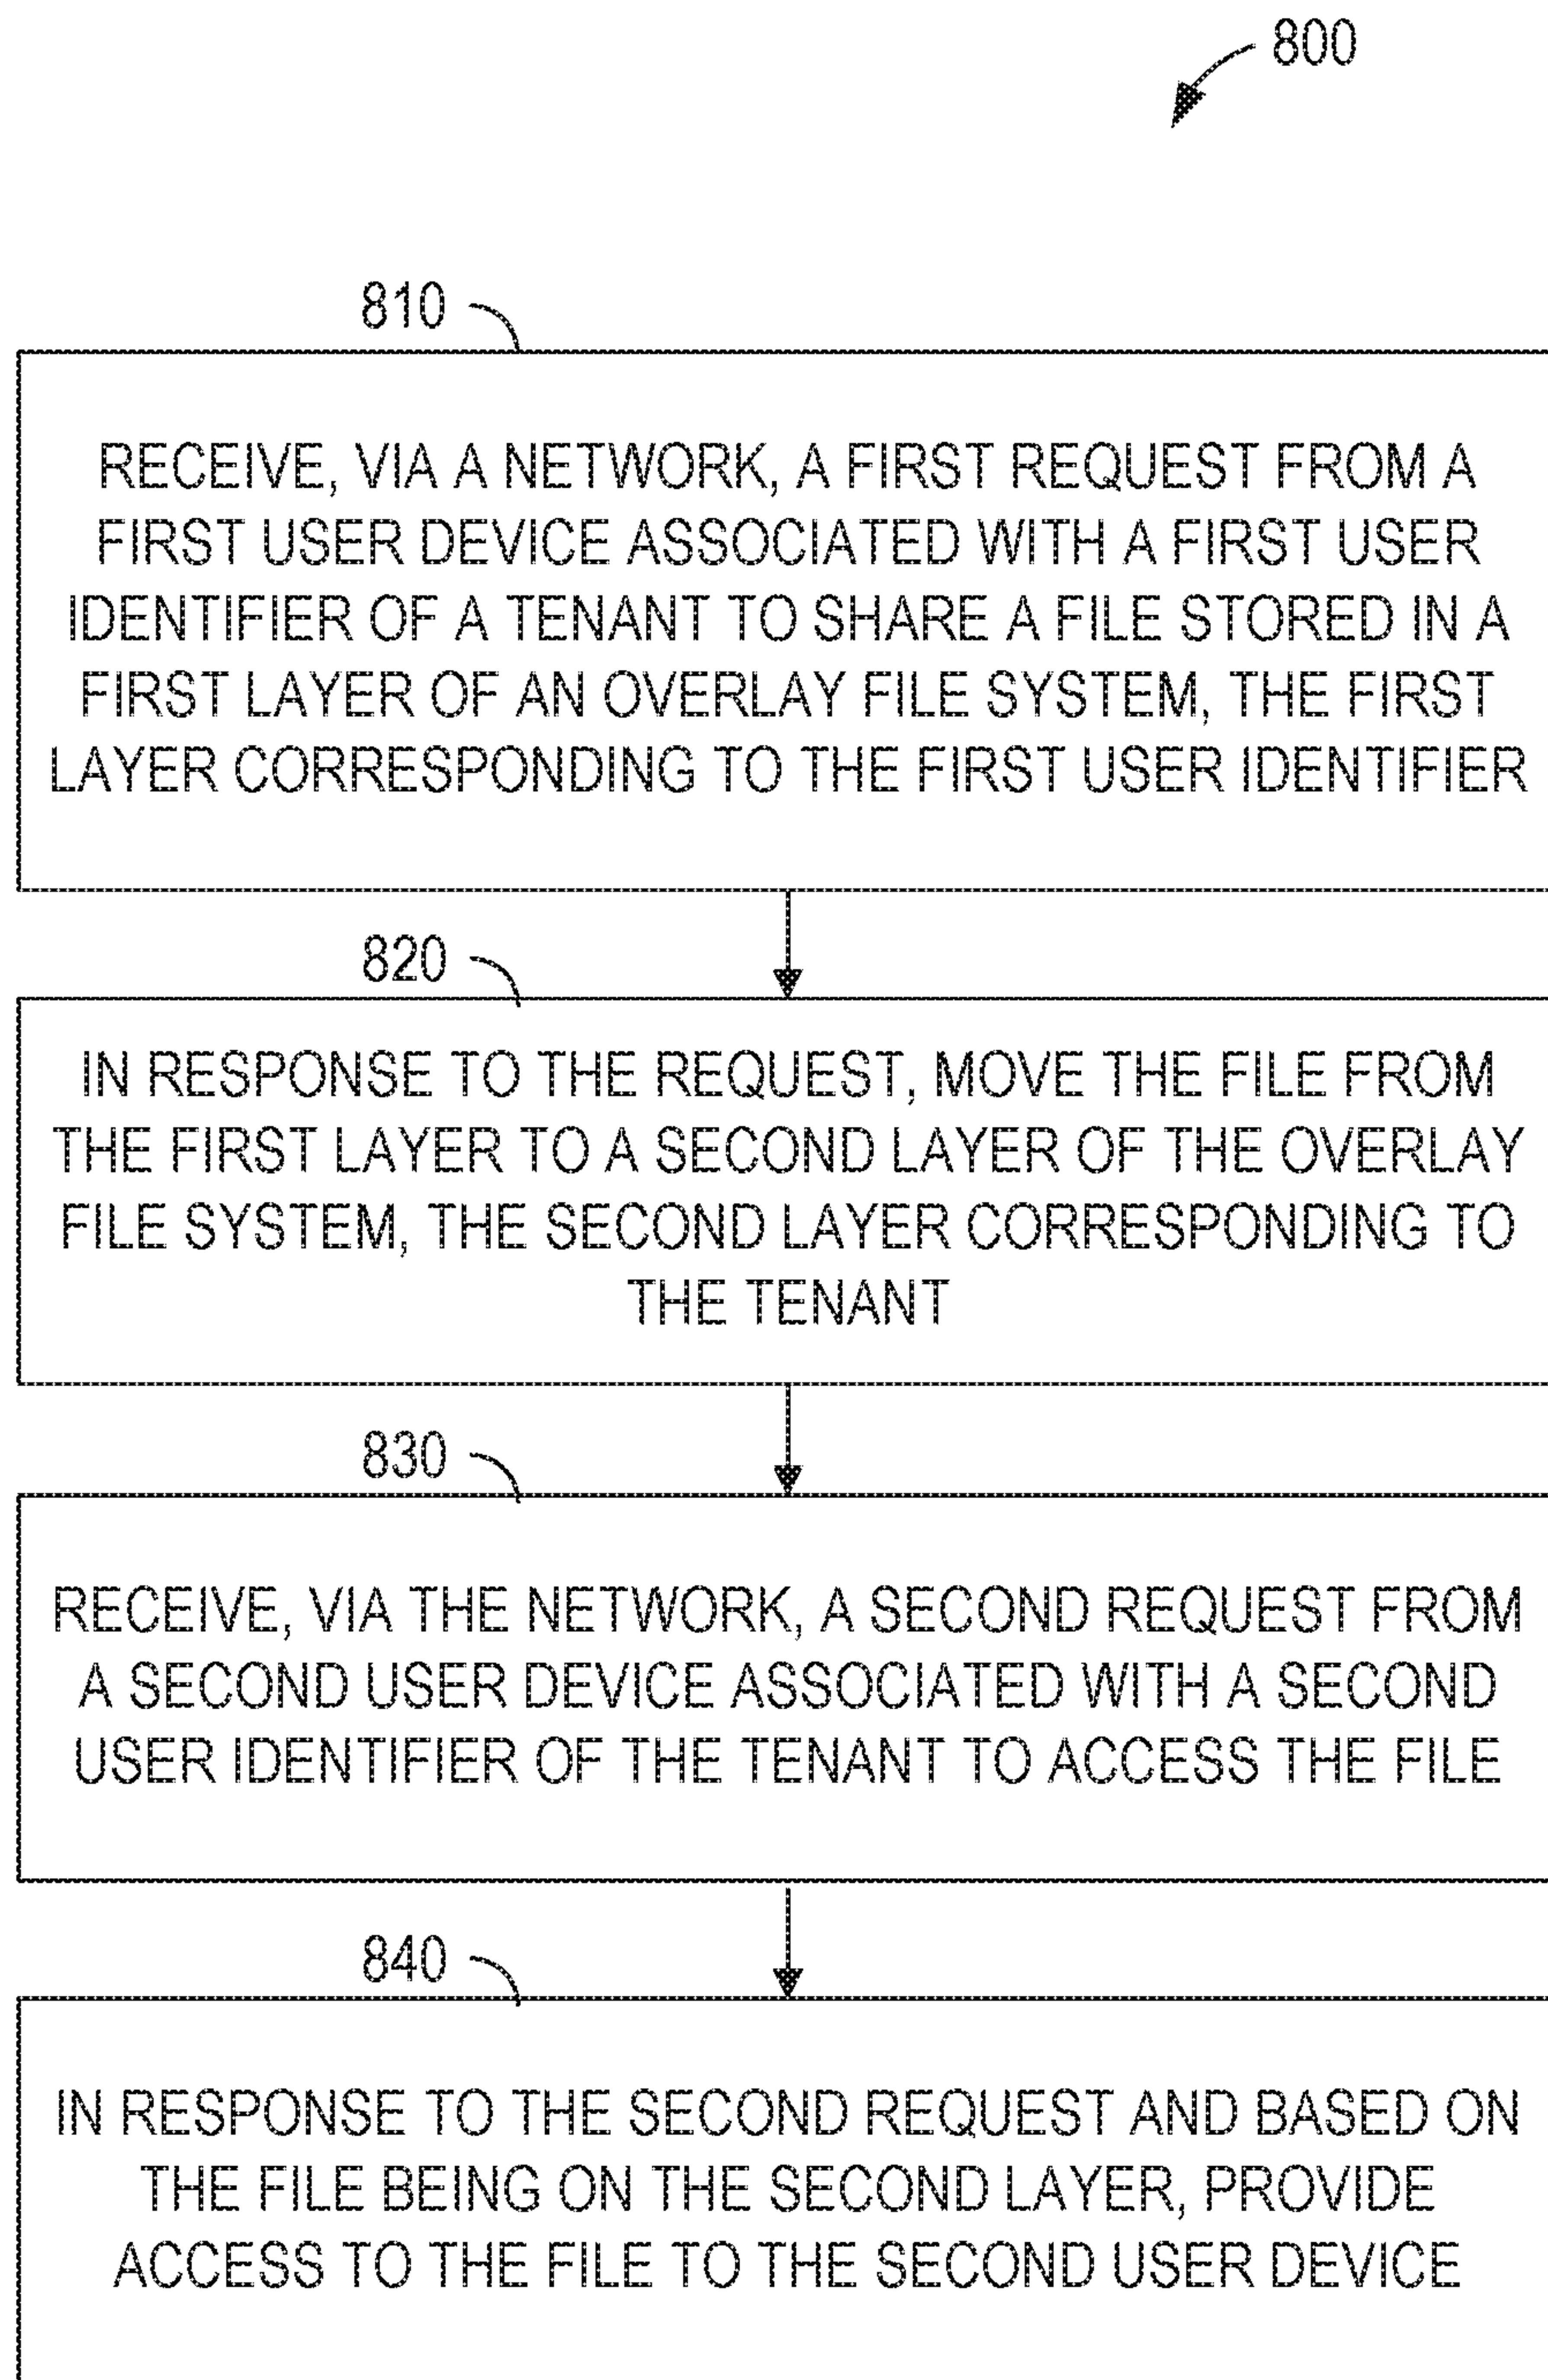 800
810
RECEIVE, VIA A NETWORK, A FIRST REQUEST FROM A
FIRST USER DEVICE ASSOCIATED WITH A FIRST USER
IDENTIFIER OF A TENANT TO SHARE A FILE STORED IN A
FIRST LAYER OF AN OVERLAY FILE SYSTEM, THE FIRST
LAYER CORRESPONDING TO THE FIRST USER IDENTIFIER
820
IN RESPONSE TO THE REQUEST, MOVE THE FILE FROM
THE FIRST LAYER TO A SECOND LAYER OF THE OVERLAY
FILE SYSTEM, THE SECOND LAYER CORRESPONDING TO
THE TENANT
830
RECEIVE, VIA THE NETWORK, A SECOND REQUEST FROM
A SECOND USER DEVICE ASSOCIATED WITH A SECOND
USER IDENTIFIER OF THE TENANT TO ACCESS THE FILE
840
IN RESPONSE TO THE SECOND REQUEST AND BASED ON
THE FILE BEING ON THE SECOND LAYER, PROVIDE
ACCESS TO THE FILE TO THE SECOND USER DEVICE